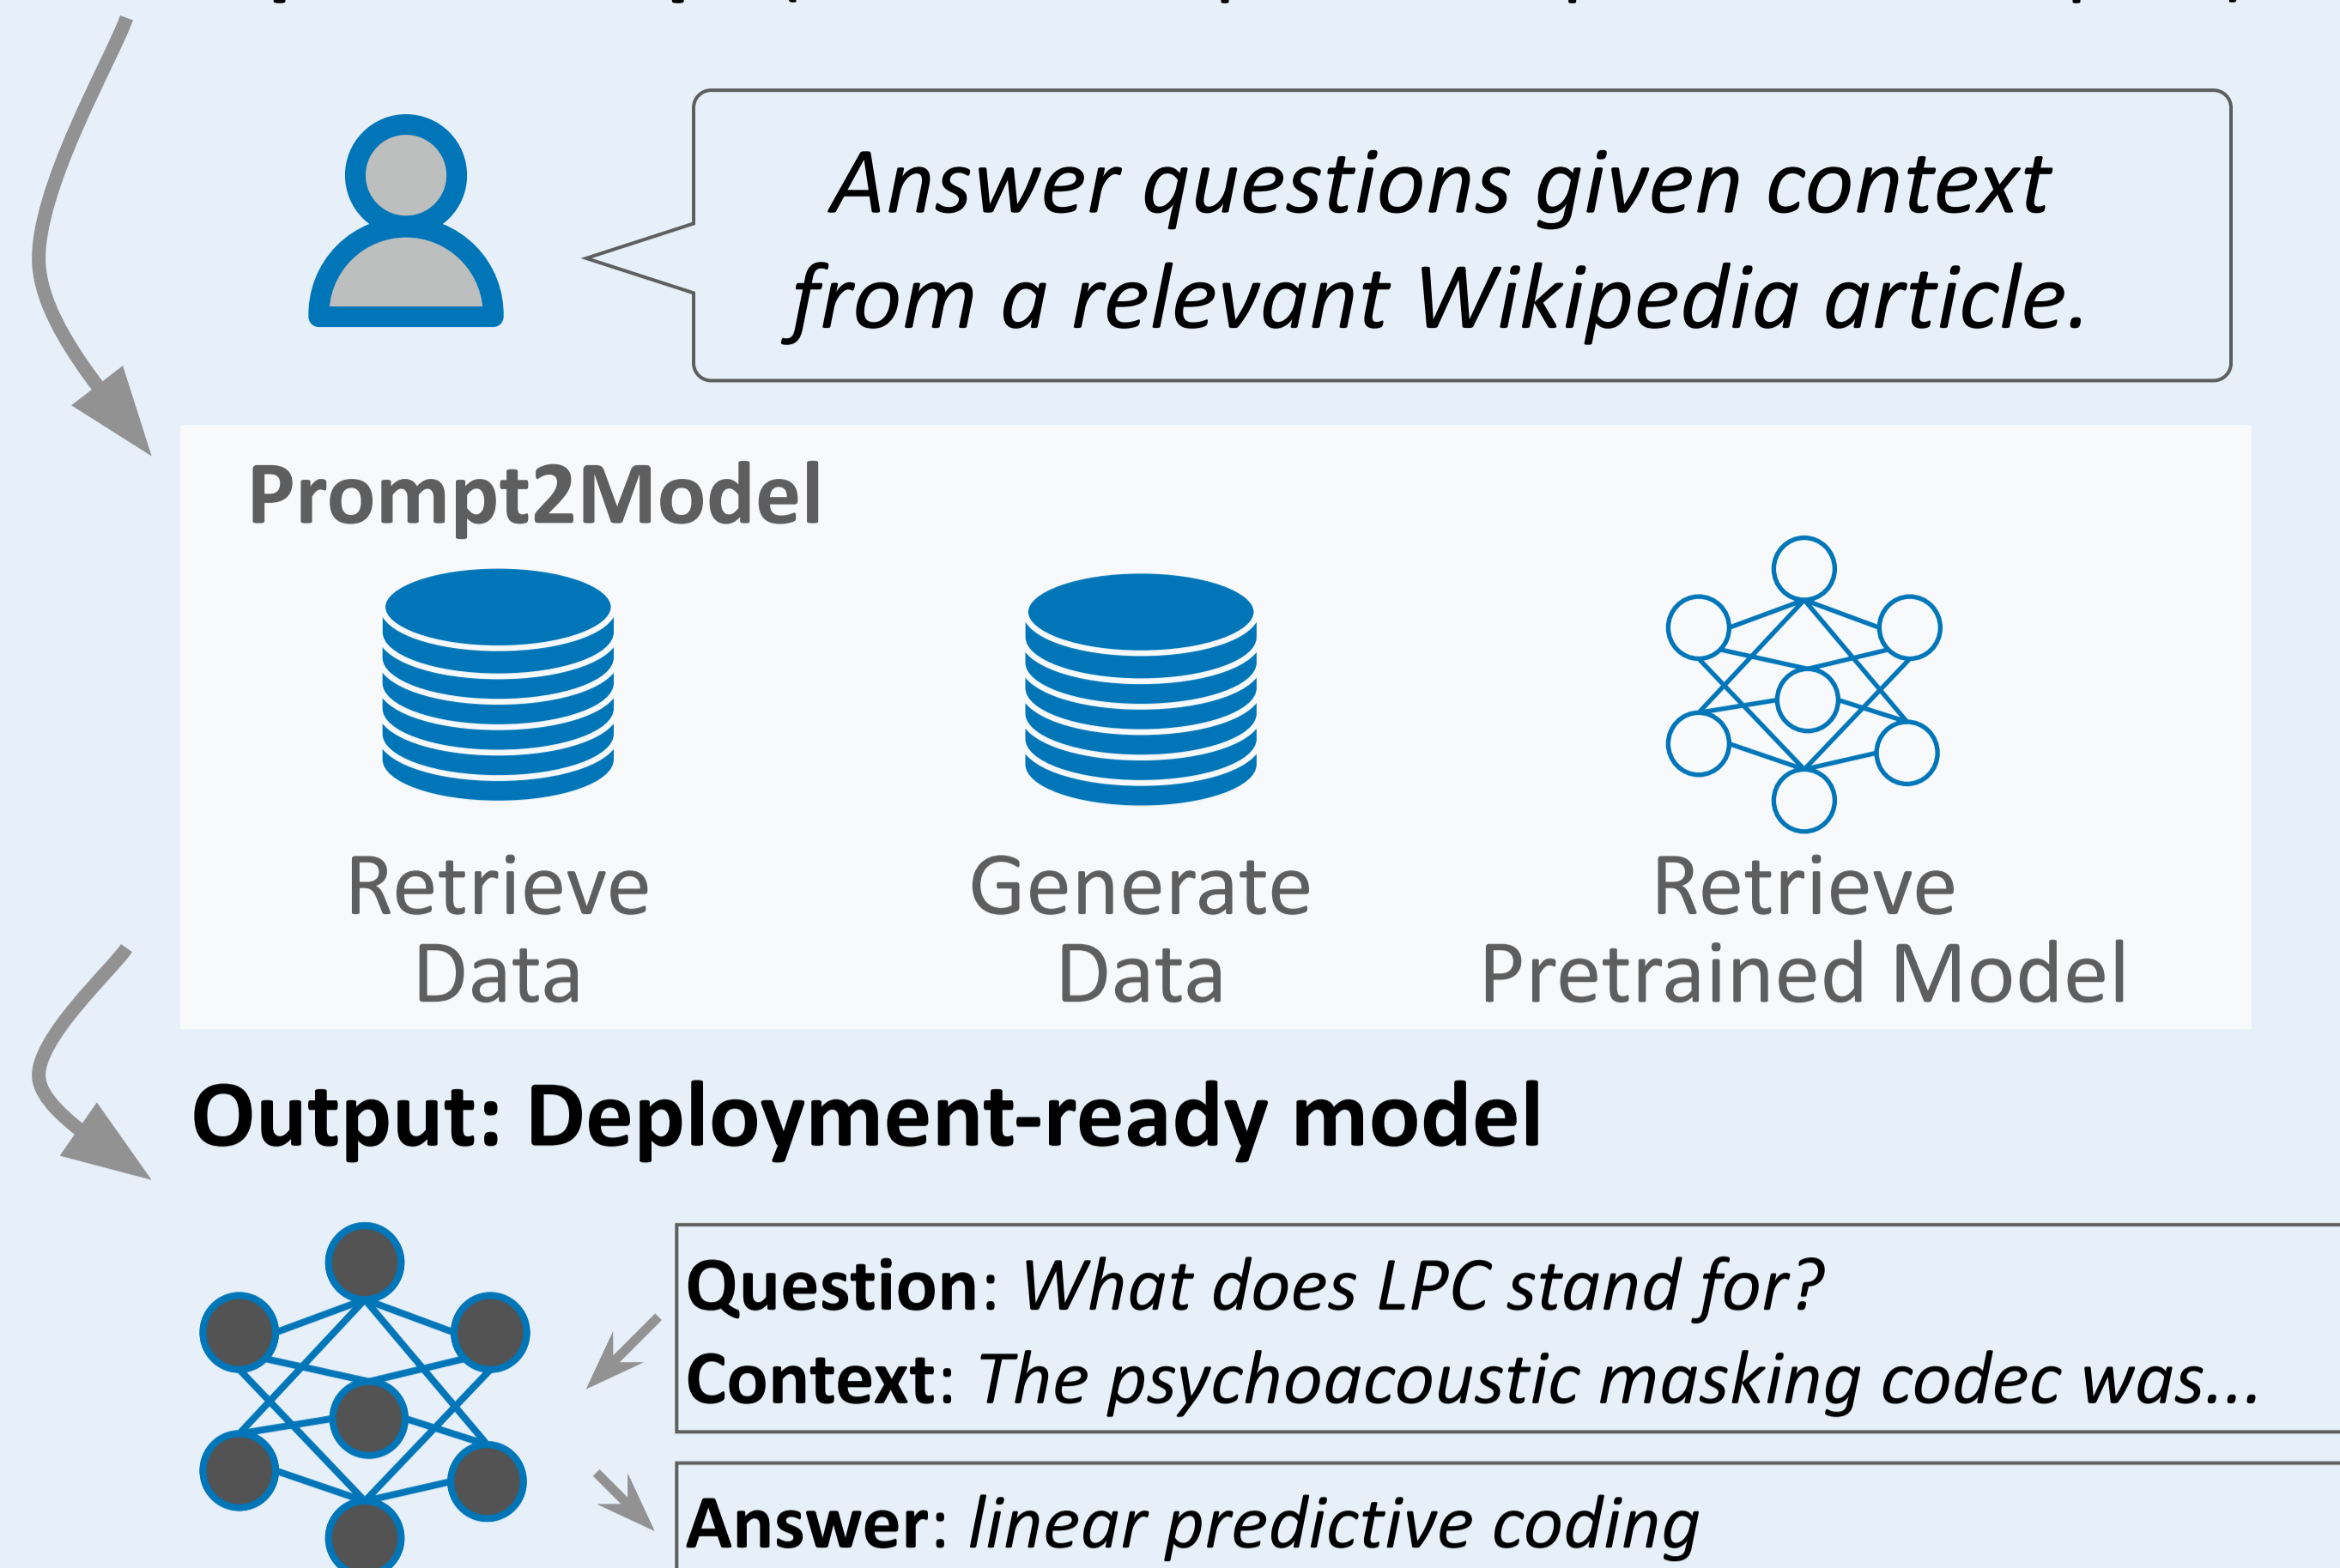 Answer questions given context
from a relevant Wikipedia article.
Prompt2Model
Retrieve
Data
Generate
Data
Retrieve
Pretrained Model
Output: Deployment-ready model
Question: What does LPC stand for?
Context: The psychoacoustic masking codec was...
Answer: linear predictive coding